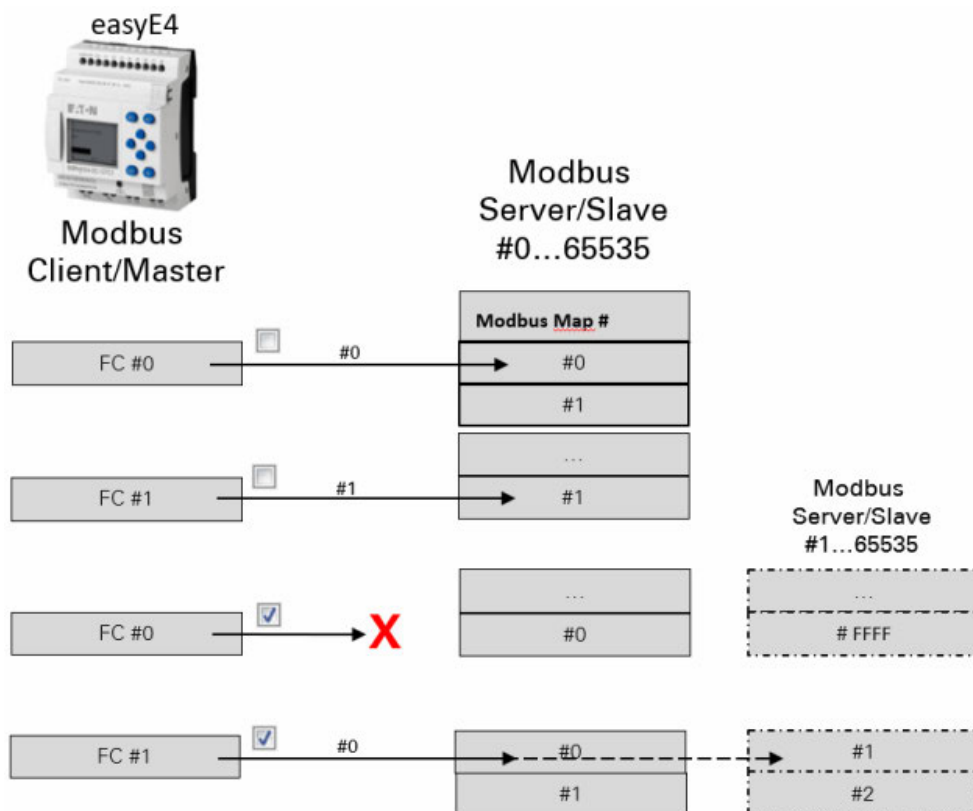 easyE4
EATON
Modbus
Client/Master
Modbus
Server/Slave
#0...65535
Modbus Map #
FC #0
#0
#0
#1
...
FC #1
#1
#1
Modbus
Server/Slave
#1...65535
...
...
FC #0
X
#0
# FFFF
FC #1
#0
#0
#1
#1
#2